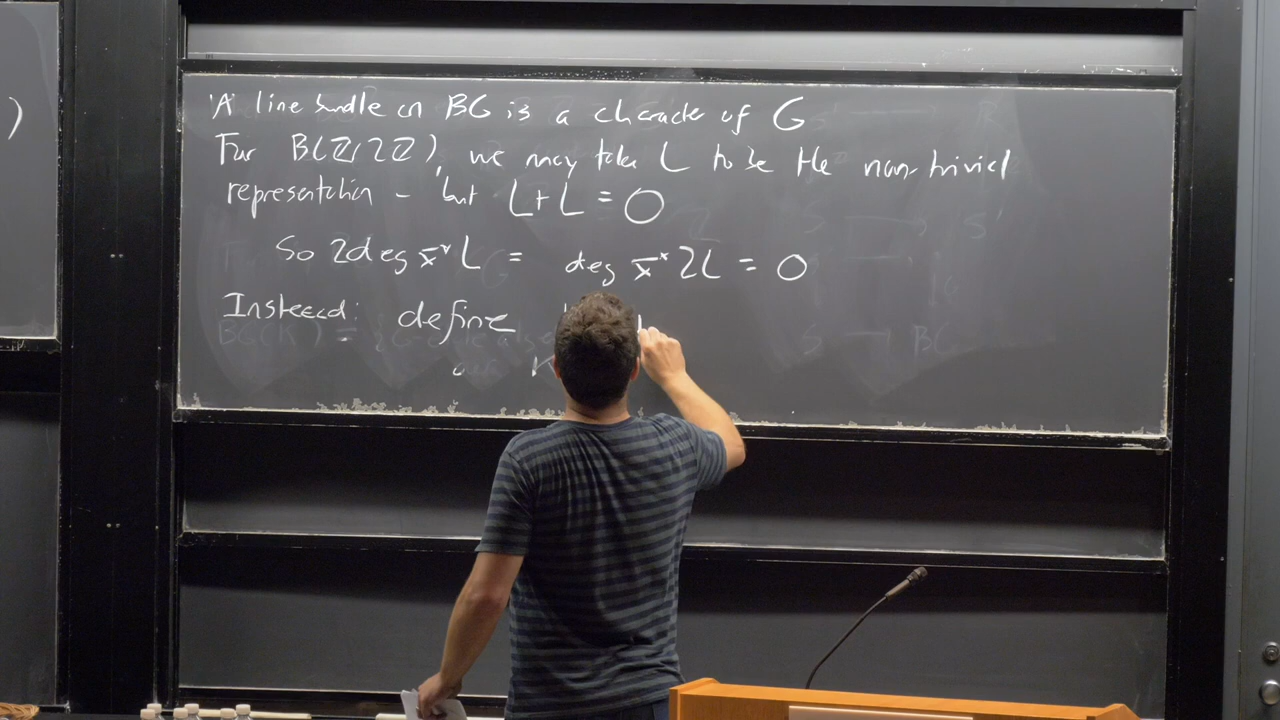 )
A line bundle on BG is a character of G
For B(Z/2Z), we may take L to be the non-trivial
representation - but L+L = O
So 2deg x̄*L = deg x̄* 2L = 0
Instead: define